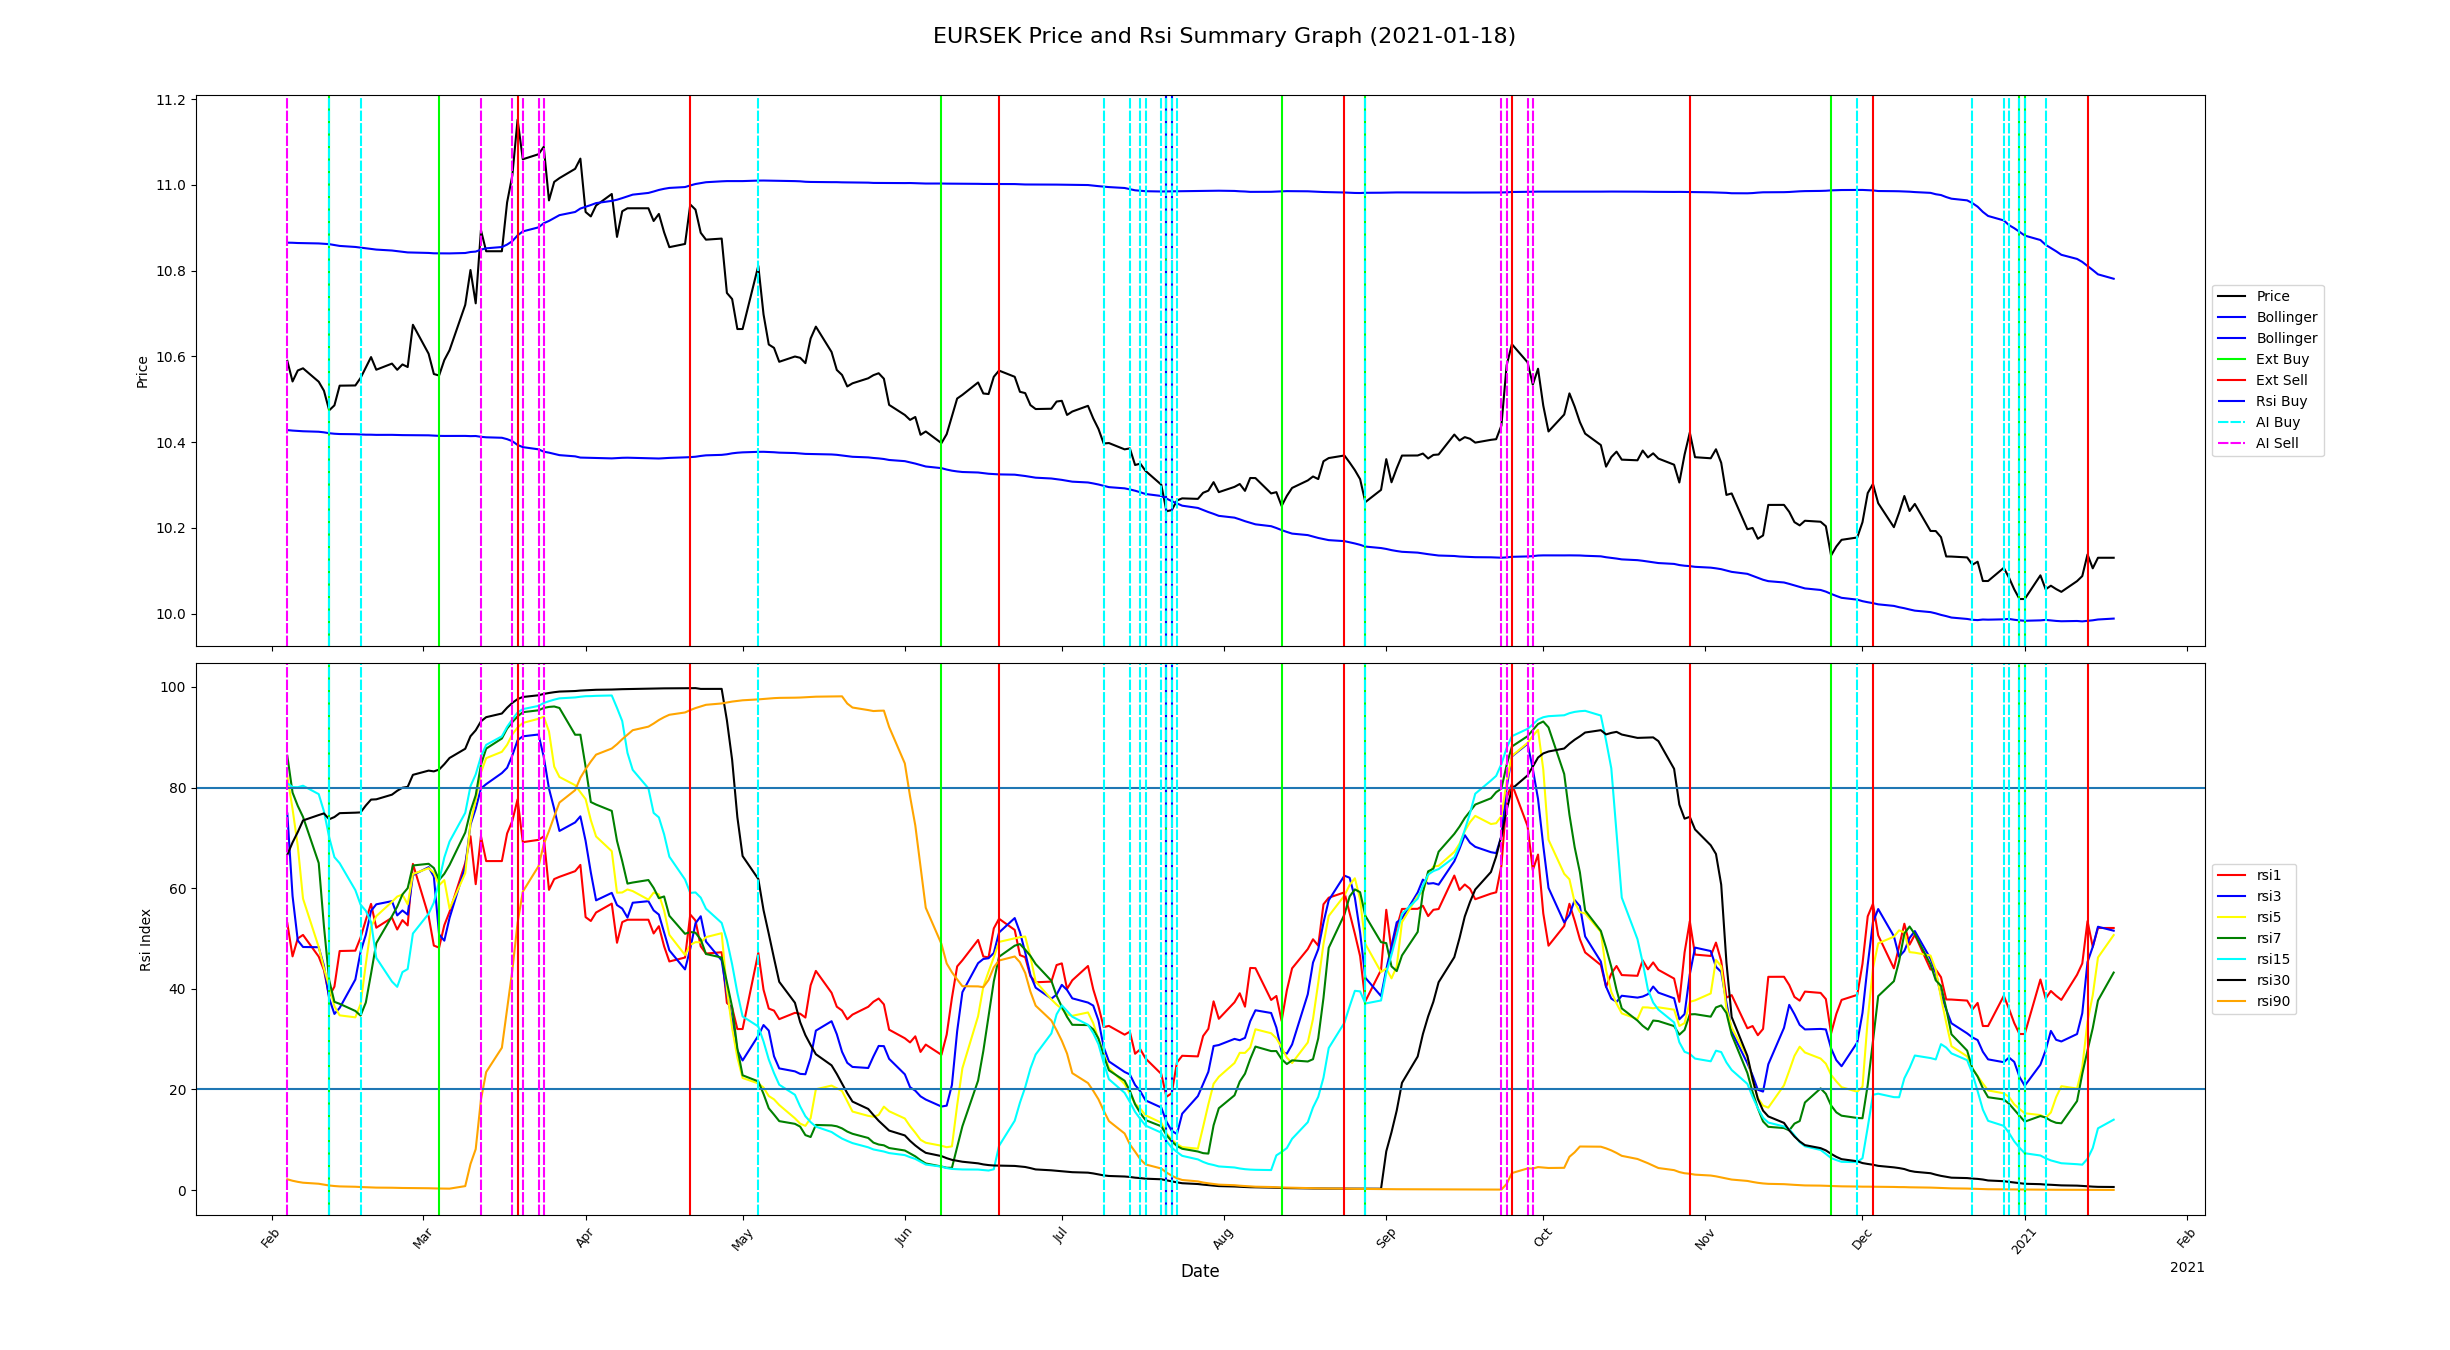 EURSEK Price and Rsi Summary Graph (2021-01-18)
11.2
11.0
10.8
10.6
10.4
10.2
10.0
Price
Price
Bollinger
Bollinger
Ext Buy
Ext Sell
Rsi Buy
AI Buy
AI Sell
100
80
60
40
20
0
Rsi Index
rsi1
rsi3
rsi5
rsi7
rsi15
rsi30
rsi90
Feb Mar Apr May Jun Jul Aug Sep Oct Nov Dec 2021 Feb
Date
2021